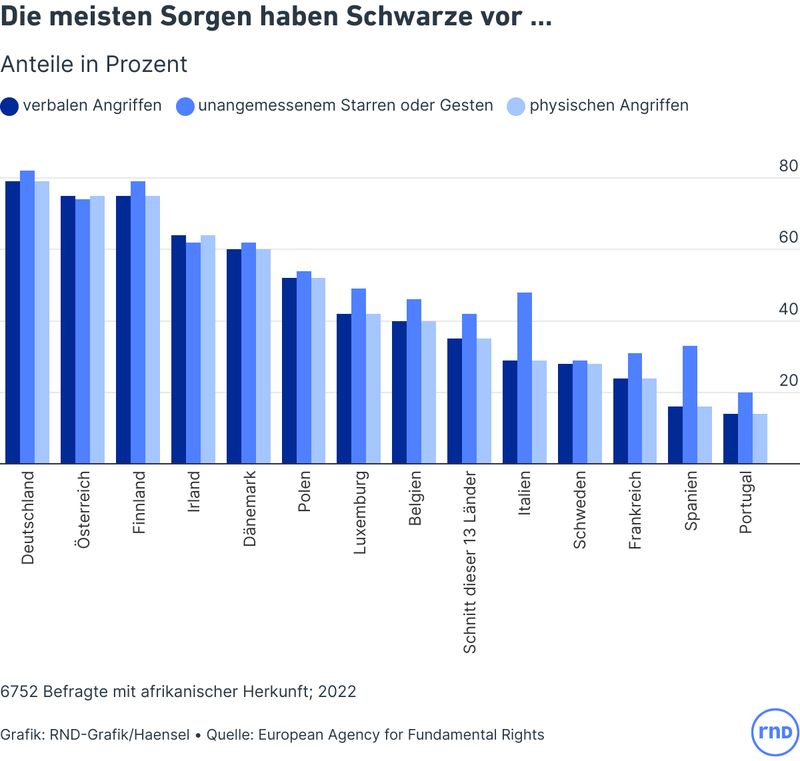 Die meisten Sorgen haben Schwarze vor ...
Anteile in Prozent
verbalen Angriffen unangemessenem Starren oder Gesten physischen Angriffen
80
60
40
20
Deutschland
Österreich
Finnland
Irland
Dänemark
Polen
Luxemburg
Belgien
Schnitt dieser 13 Länder
Italien
Schweden
Frankreich
Spanien
Portugal
6752 Befragte mit afrikanischer Herkunft; 2022
Grafik: RND-Grafik/Haensel • Quelle: European Agency for Fundamental Rights
rnD